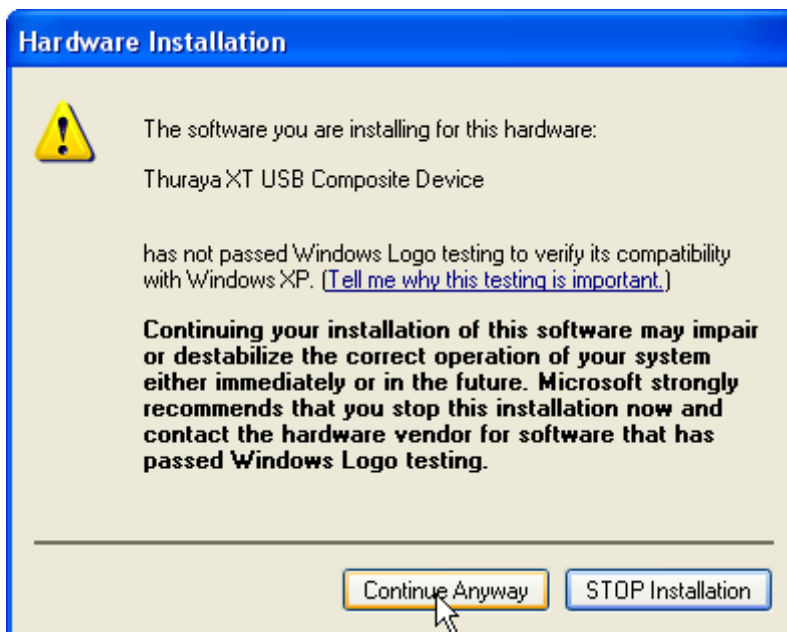 Hardware Installation
The software you are installing for this hardware:
Thuraya XT USB Composite Device
has not passed Windows Logo testing to verify its compatibility
with Windows XP. (Tell me why this testing is important.)
Continuing your installation of this software may impair
or destabilize the correct operation of your system
either immediately or in the future. Microsoft strongly
recommends that you stop this installation now and
contact the hardware vendor for software that has
passed Windows Logo testing.
Continue Anyway STOP Installation